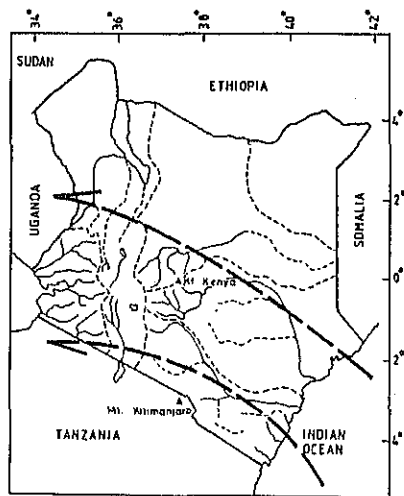 34° 36° 38° 40° 42°
SUDAN
ETHIOPIA
4°
2°
UGANDA
SOMALIA
Mt. Kenya
0°
2°
Mt. Kilimanjaro
TANZANIA
INDIAN
OCEAN
4°